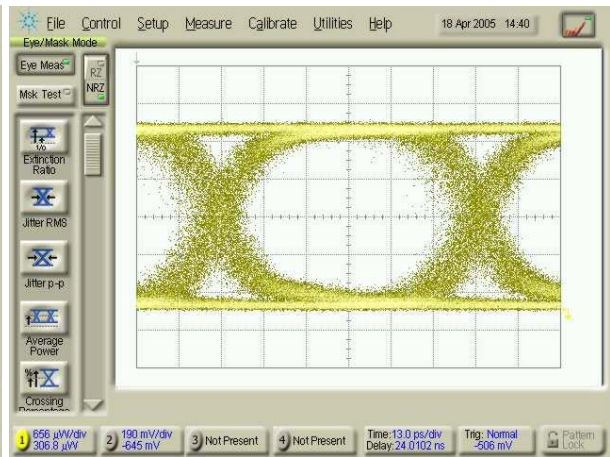 File Control Setup Measure Calibrate Utilities Help 18 Apr 2005 14:40
Eye/Mask Mode
Eye Meas
RZ
NRZ
Msk Test
1/0
Extinction
Ratio
Jitter RMS
Jitter p-p
Average
Power
%
Crossing
Percentage
1 656 µW/div
306.8 µW
2 190 mV/div
-645 mV
3 Not Present
4 Not Present
Time:13.0 ps/div
Delay:24.0102 ns
Trig: Normal
-506 mV
Pattern
Lock